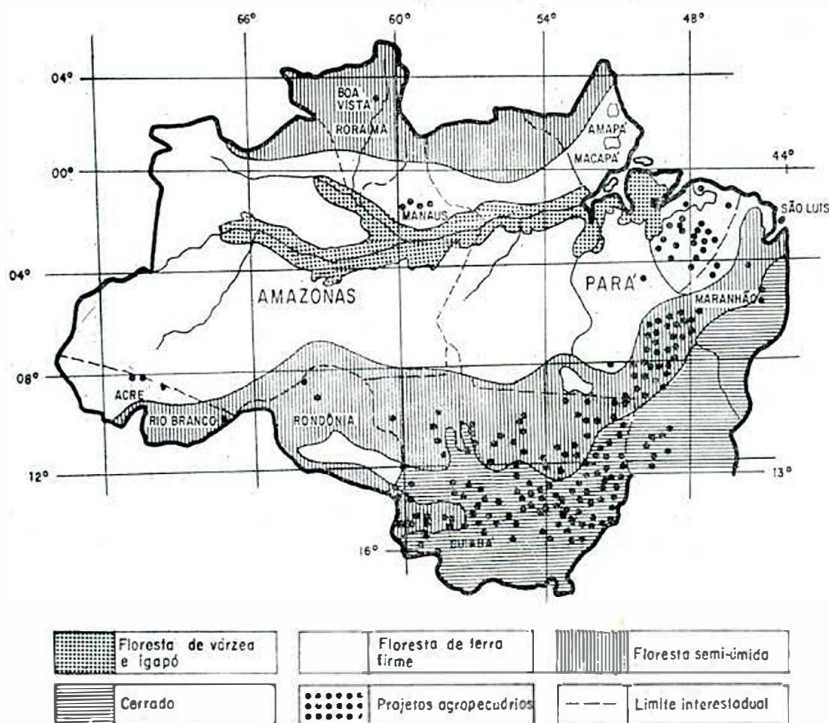 66° 60° 54° 48°
04°
BOA
VISTA
RORAIMA
AMAPÁ
MACAPÁ
00°
44°
MANAUS
SÃO LUIS
04°
AMAZONAS
PARÁ
MARANHÃO
08°
ACRE
RIO BRANCO
RONDÔNIA
12°
13°
CUIABÁ
16°
Floresta de várzea
e igapó
Floresta de terra
firme
Floresta semi-úmida
Cerrado
Projetos agropecuários
Limite interestadual